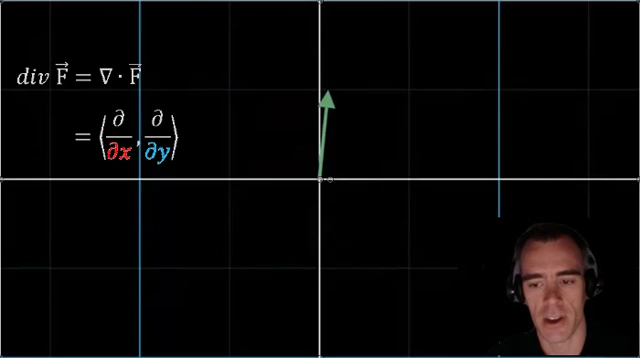 div F⃗ = ∇ · F⃗
= ⟨∂/∂x, ∂/∂y⟩